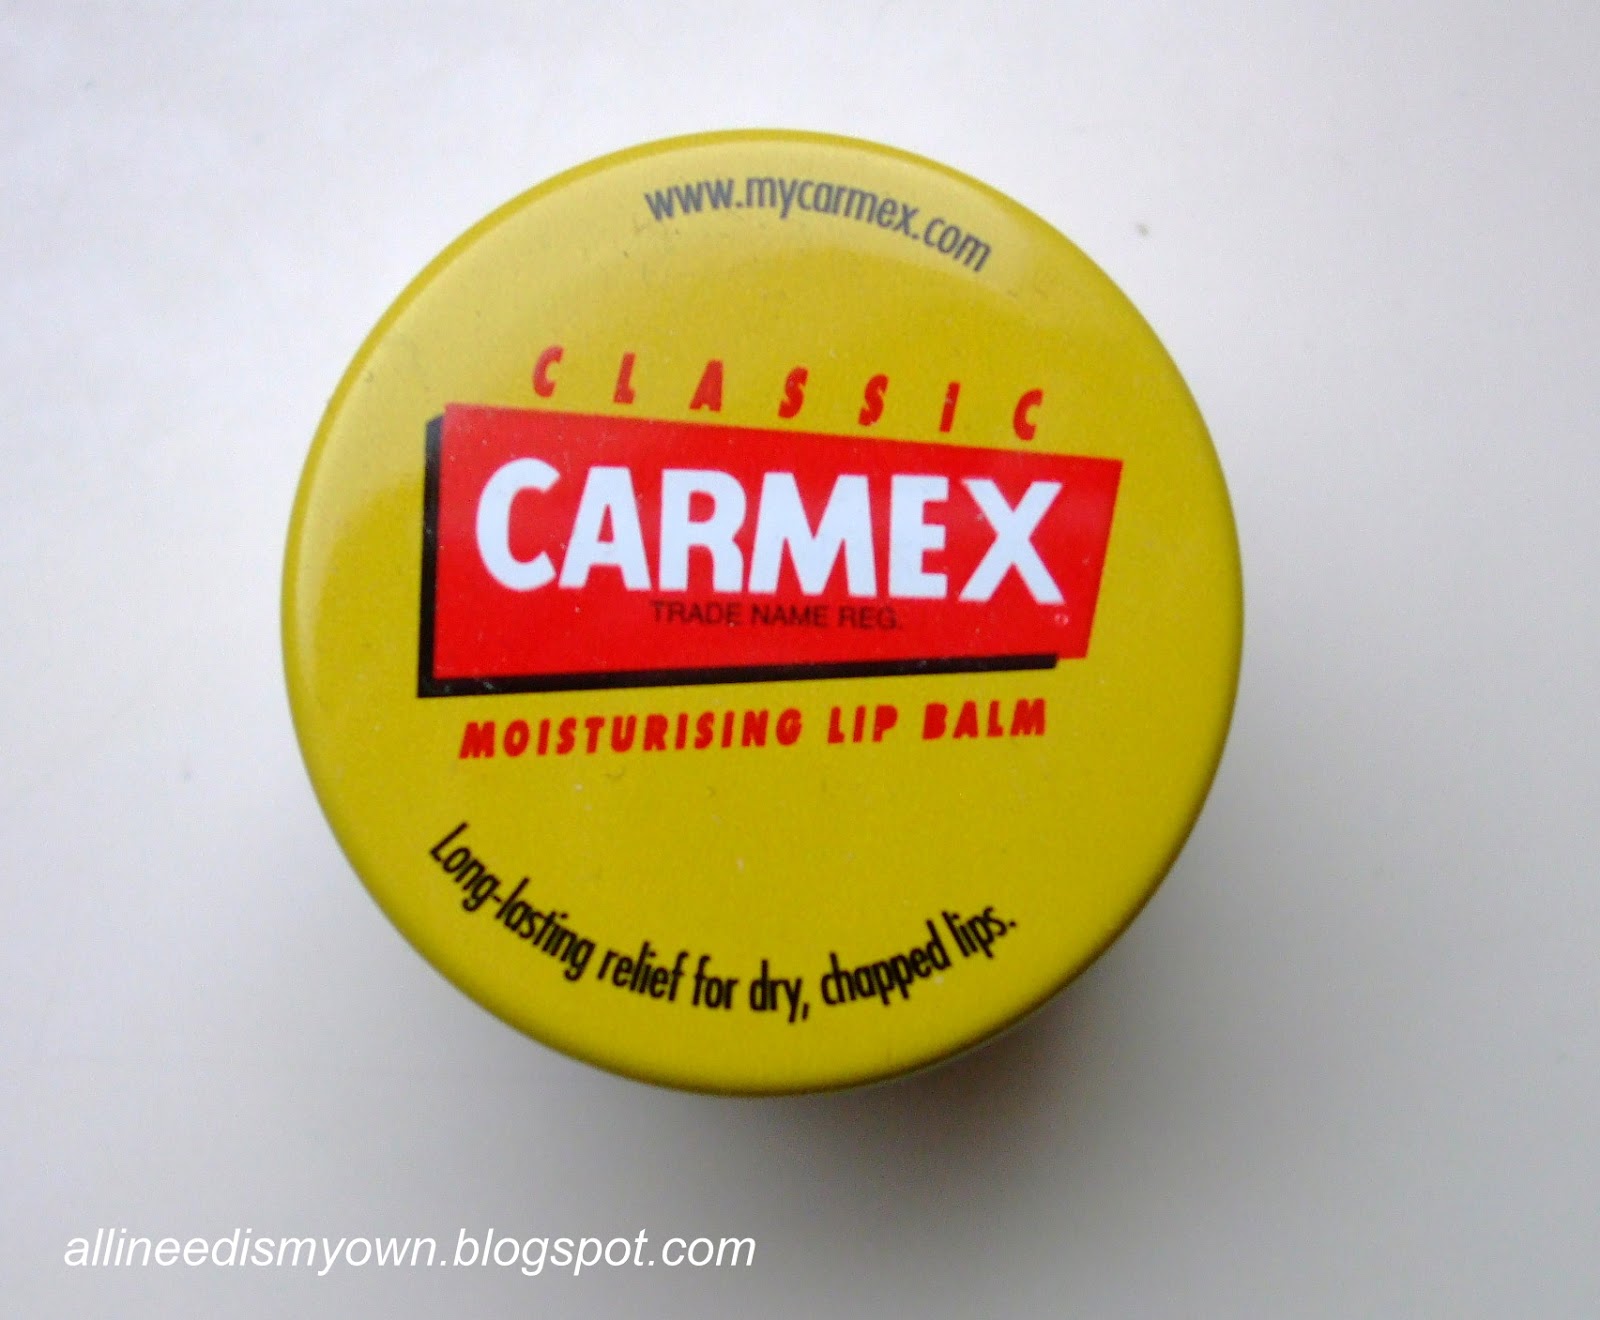 www.mycarmex.com
CLASSIC
CARMEX
TRADE NAME REG.
MOISTURISING LIP BALM
Long-lasting relief for dry, chapped lips.
allineedismyown.blogspot.com